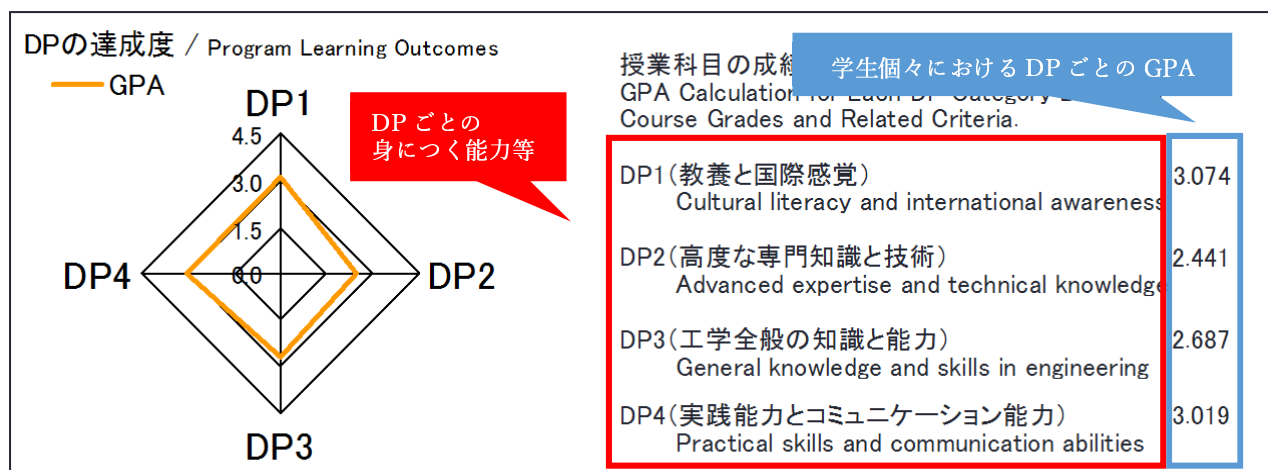 DPの達成度 / Program Learning Outcomes
GPA
DP1
4.5
3.0
1.5
0.0
DP4
DP2
DP3
DPごとの
身につく能力等
授業科目の成
学生個々におけるDPごとのGPA
GPA Calculation for Each DP Category
Course Grades and Related Criteria.
DP1(教養と国際感覚) 3.074
Cultural literacy and international awareness
DP2(高度な専門知識と技術) 2.441
Advanced expertise and technical knowledge
DP3(工学全般の知識と能力) 2.687
General knowledge and skills in engineering
DP4(実践能力とコミュニケーション能力) 3.019
Practical skills and communication abilities